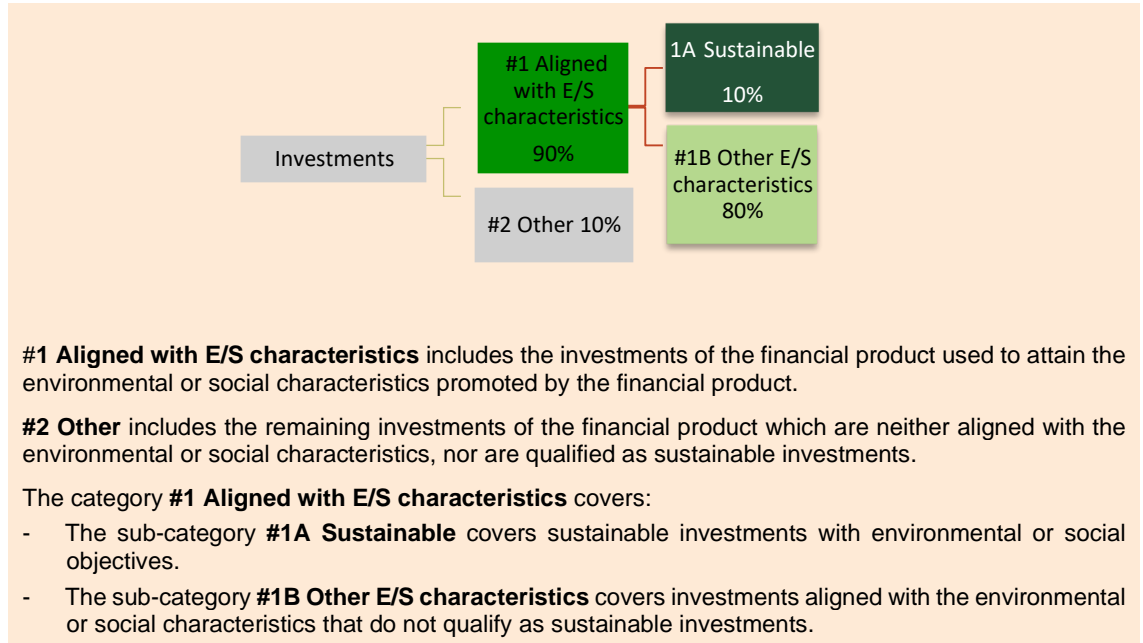 #1 Aligned
with E/S
characteristics
90%
1A Sustainable
10%
#1B Other E/S
characteristics
80%
Investments
#2 Other 10%
#1 Aligned with E/S characteristics includes the investments of the financial product used to attain the
environmental or social characteristics promoted by the financial product.
#2 Other includes the remaining investments of the financial product which are neither aligned with the
environmental or social characteristics, nor are qualified as sustainable investments.
The category #1 Aligned with E/S characteristics covers:
- The sub-category #1A Sustainable covers sustainable investments with environmental or social
objectives.
- The sub-category #1B Other E/S characteristics covers investments aligned with the environmental
or social characteristics that do not qualify as sustainable investments.